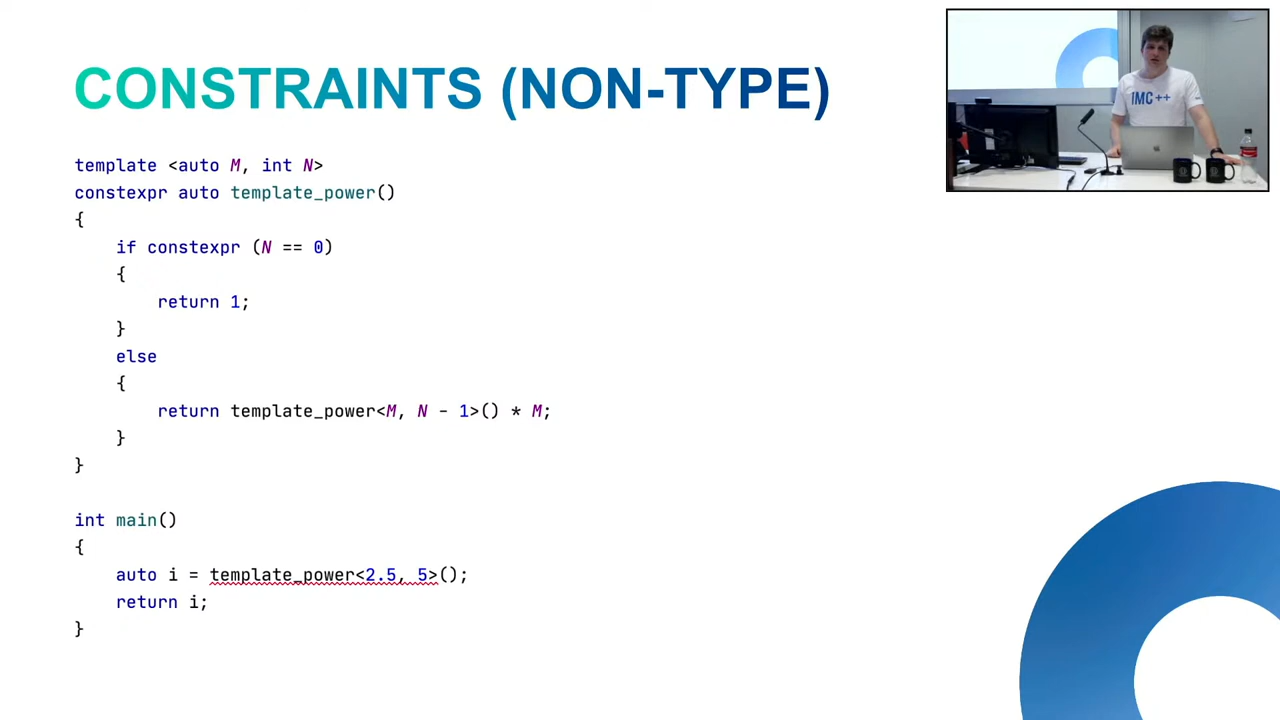 CONSTRAINTS (NON-TYPE)
template <auto M, int N>
constexpr auto template_power()
{
    if constexpr (N == 0)
    {
        return 1;
    }
    else
    {
        return template_power<M, N - 1>() * M;
    }
}
int main()
{
    auto i = template_power<2.5, 5>();
    return i;
}
IMC++